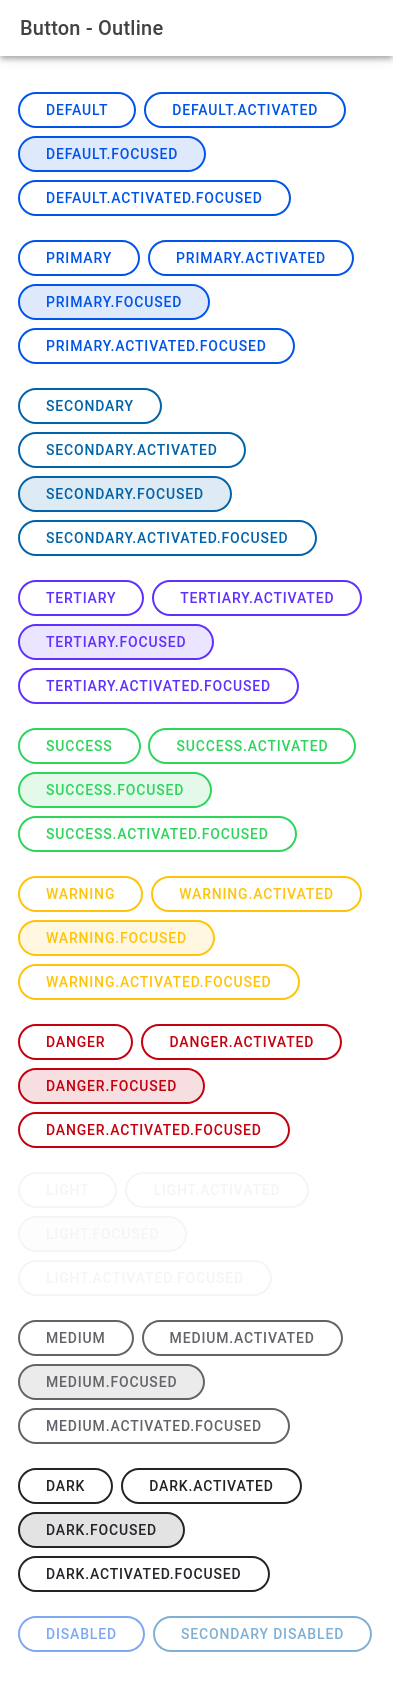 Button - Outline
DEFAULT DEFAULT.ACTIVATED
DEFAULT.FOCUSED
DEFAULT.ACTIVATED.FOCUSED
PRIMARY PRIMARY.ACTIVATED
PRIMARY.FOCUSED
PRIMARY.ACTIVATED.FOCUSED
SECONDARY
SECONDARY.ACTIVATED
SECONDARY.FOCUSED
SECONDARY.ACTIVATED.FOCUSED
TERTIARY TERTIARY.ACTIVATED
TERTIARY.FOCUSED
TERTIARY.ACTIVATED.FOCUSED
SUCCESS SUCCESS.ACTIVATED
SUCCESS.FOCUSED
SUCCESS.ACTIVATED.FOCUSED
WARNING WARNING.ACTIVATED
WARNING.FOCUSED
WARNING.ACTIVATED.FOCUSED
DANGER DANGER.ACTIVATED
DANGER.FOCUSED
DANGER.ACTIVATED.FOCUSED
LIGHT LIGHT.ACTIVATED
LIGHT.FOCUSED
LIGHT.ACTIVATED.FOCUSED
MEDIUM MEDIUM.ACTIVATED
MEDIUM.FOCUSED
MEDIUM.ACTIVATED.FOCUSED
DARK DARK.ACTIVATED
DARK.FOCUSED
DARK.ACTIVATED.FOCUSED
DISABLED SECONDARY DISABLED